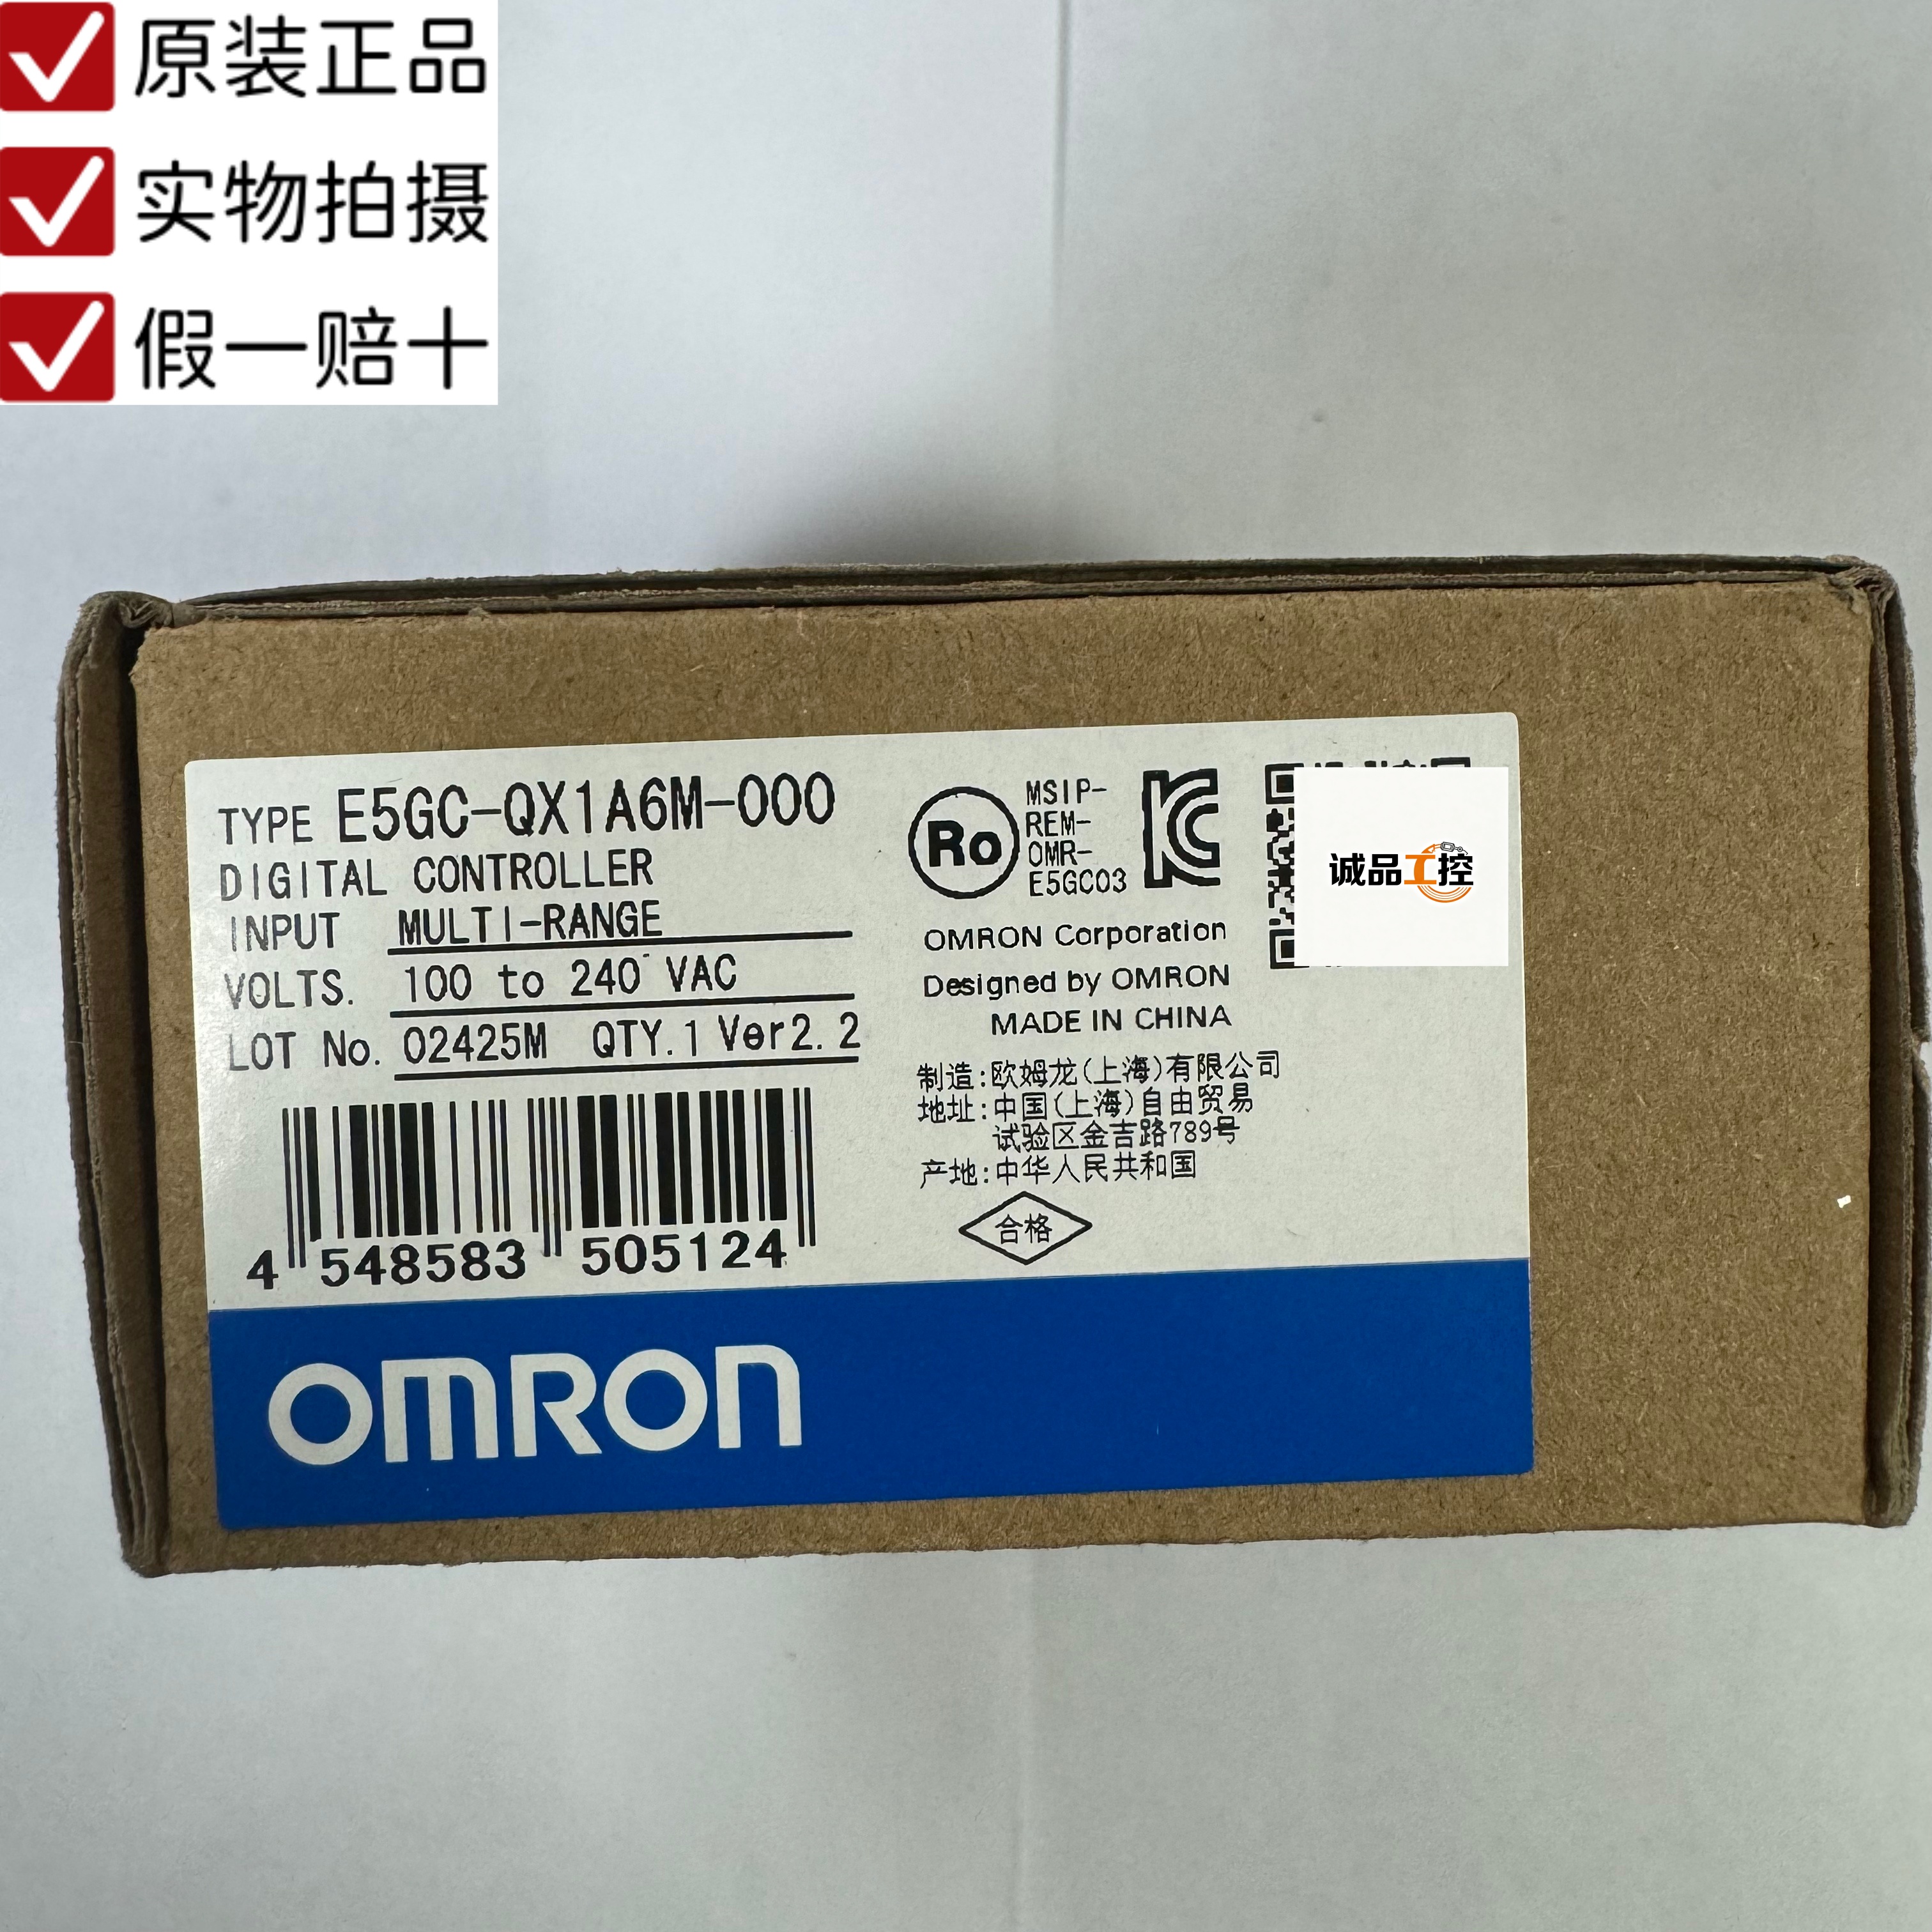 原装正品
实物拍摄
假一赔十
TYPE E5GC-QX1A6M-000
DIGITAL CONTROLLER
INPUT MULTI-RANGE
VOLTS. 100 to 240 VAC
LOT No. 02425M QTY.1 Ver2.2
4 548583 505124
Ro
MSIP-
REM-
OMR-
E5GC03
OMRON Corporation
Designed by OMRON
MADE IN CHINA
制造:欧姆龙(上海)有限公司
地址:中国(上海)自由贸易
试验区金吉路789号
产地:中华人民共和国
合格
诚品工控
OMRON